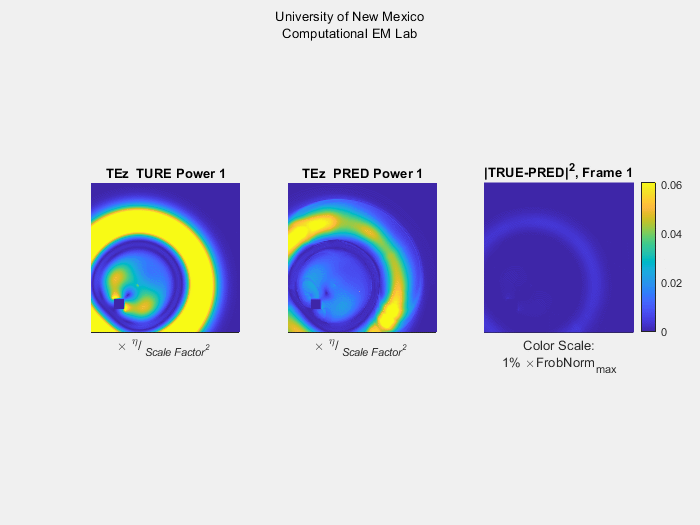 University of New Mexico
Computational EM Lab
TEz TURE Power 1
TEz PRED Power 1
|TRUE-PRED|², Frame 1
0.06
0.04
0.02
0
× η/ Scale Factor²
× η/ Scale Factor²
Color Scale:
1% ×FrobNorm_max